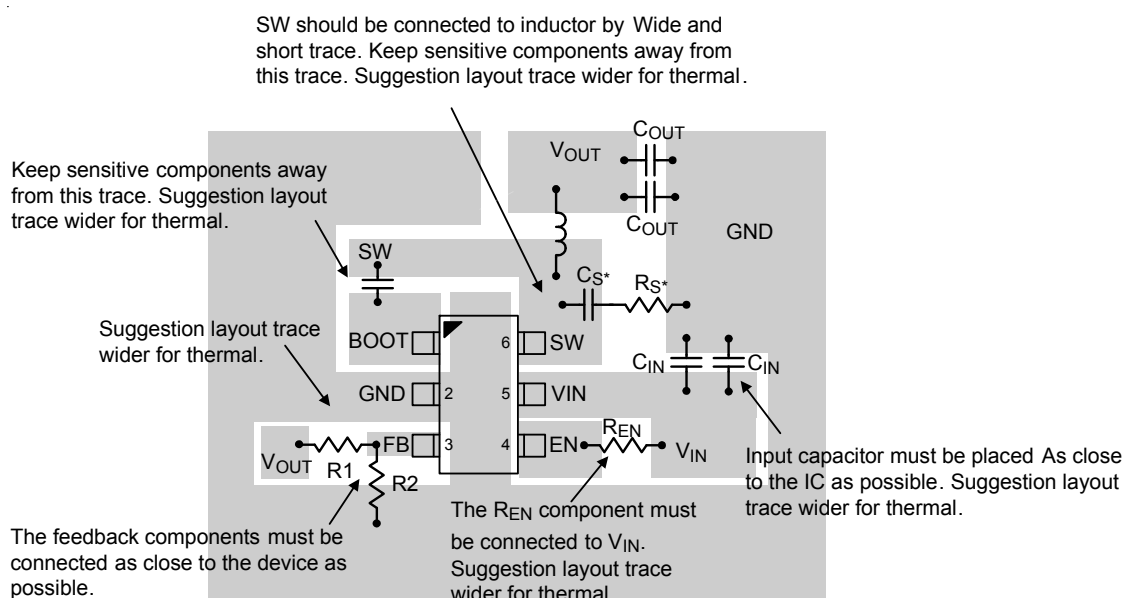 SW should be connected to inductor by Wide and
short trace. Keep sensitive components away from
this trace. Suggestion layout trace wider for thermal.
Keep sensitive components away
from this trace. Suggestion layout
trace wider for thermal.
COUT
VOUT
COUT
GND
SW
CS*
RS*
Suggestion layout trace
wider for thermal.
BOOT
6
SW
CIN
CIN
GND
2
5
VIN
FB
3
4
EN
REN
VIN
VOUT
R1
R2
Input capacitor must be placed As close
to the IC as possible. Suggestion layout
trace wider for thermal.
The feedback components must be
connected as close to the device as
possible.
The REN component must
be connected to VIN.
Suggestion layout trace
wider for thermal